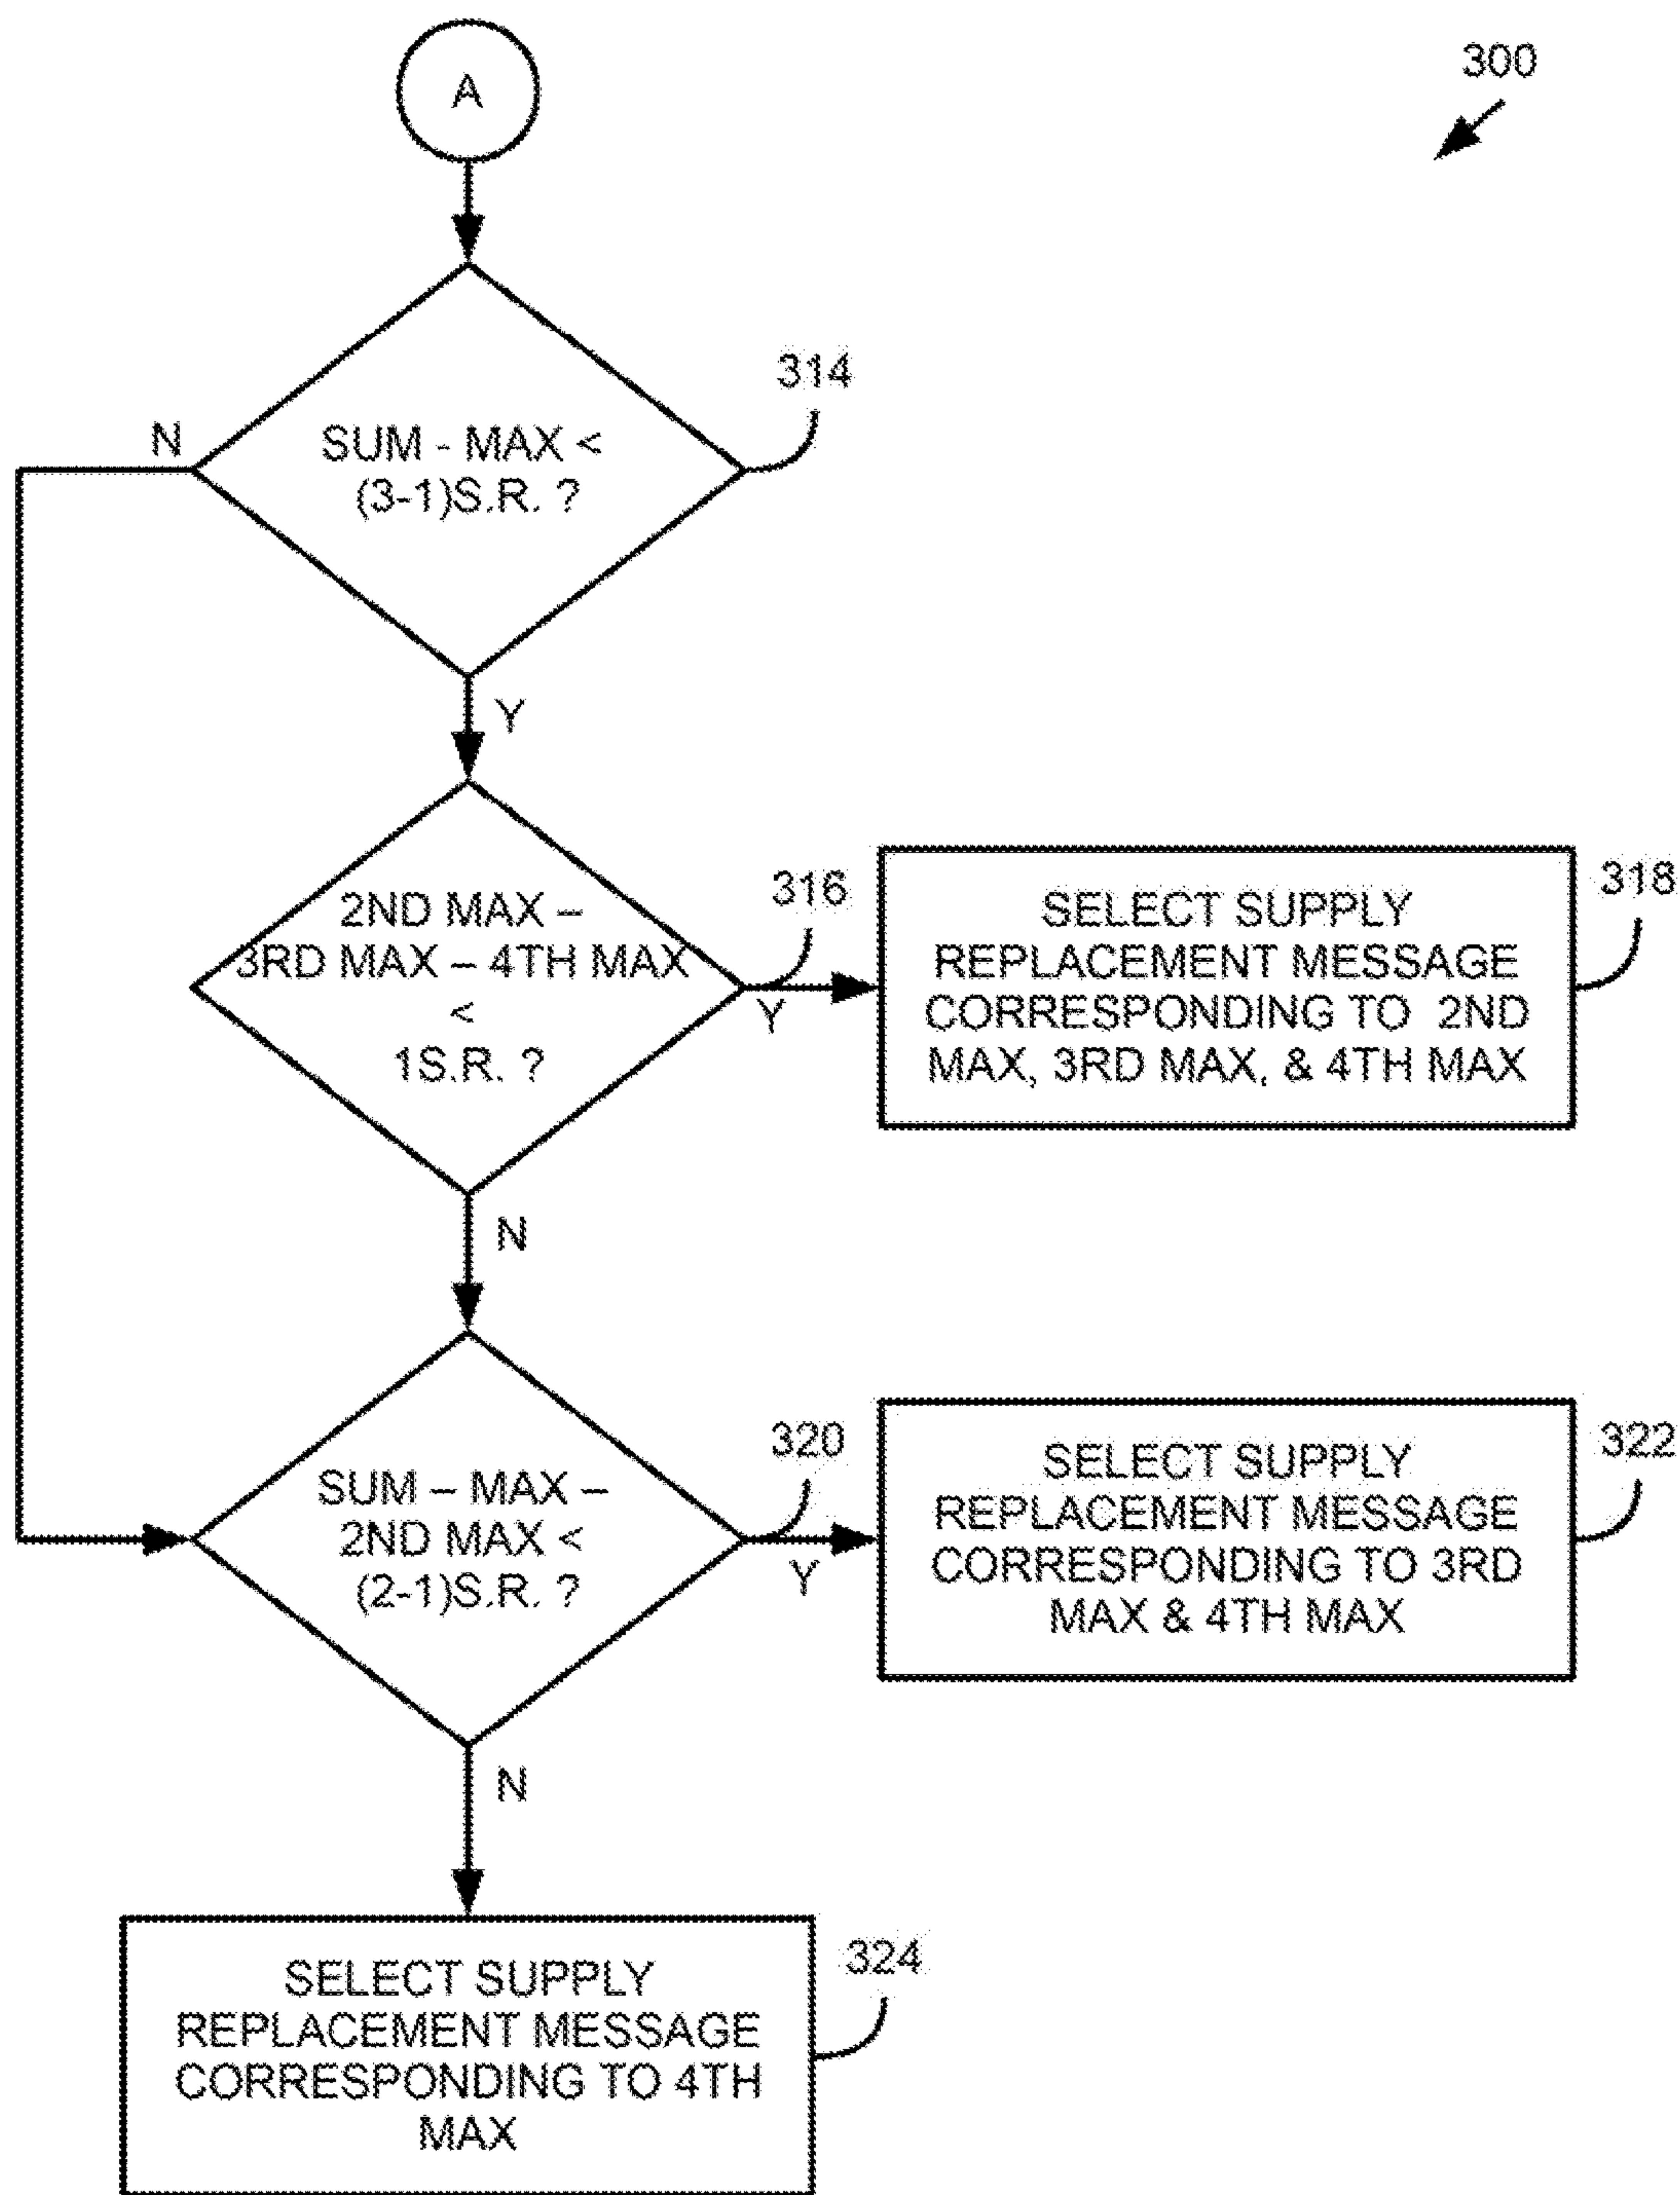 A
300
314
N
SUM - MAX <
(3-1)S.R. ?
Y
2ND MAX –
3RD MAX – 4TH MAX
<
1S.R. ?
316
Y
SELECT SUPPLY
REPLACEMENT MESSAGE
CORRESPONDING TO 2ND
MAX, 3RD MAX, & 4TH MAX
318
N
SUM – MAX –
2ND MAX <
(2-1)S.R. ?
320
Y
SELECT SUPPLY
REPLACEMENT MESSAGE
CORRESPONDING TO 3RD
MAX & 4TH MAX
322
N
SELECT SUPPLY
REPLACEMENT MESSAGE
CORRESPONDING TO 4TH
MAX
324